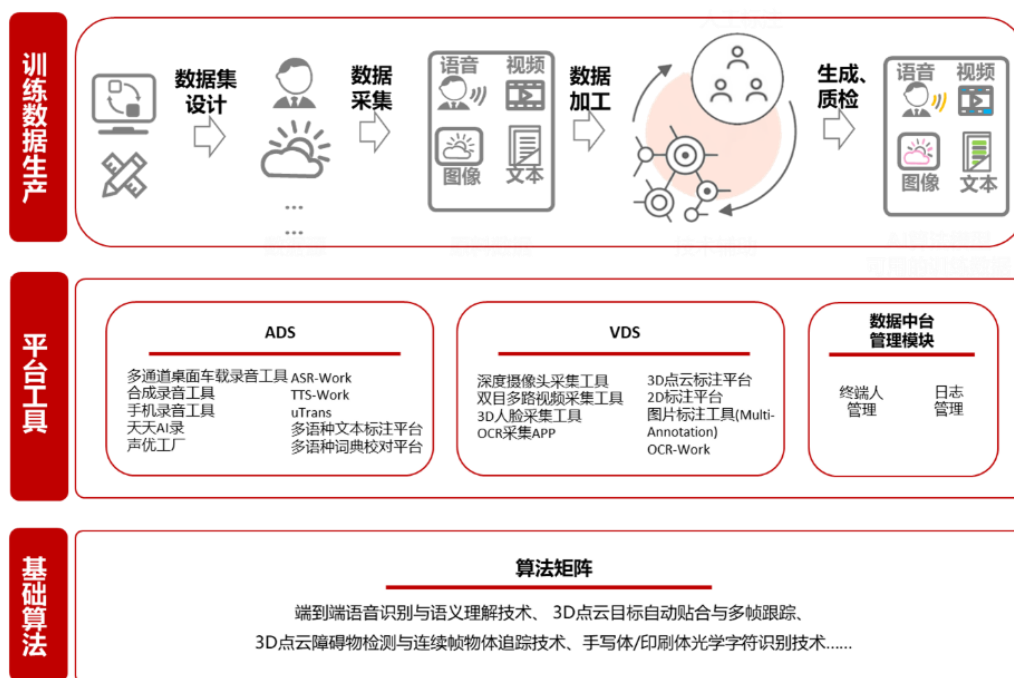 训练数据生产
数据集
设计
数据
采集
语音 视频
图像 文本
数据
加工
生成、
质检
语音 视频
图像 文本
...
...
平台工具
ADS
多通道桌面车载录音工具
合成录音工具
手机录音工具
天天AI录
声优工厂
ASR-Work
TTS-Work
uTrans
多语种文本标注平台
多语种词典校对平台
VDS
深度摄像头采集工具
双目多路视频采集工具
3D人脸采集工具
OCR采集APP
3D点云标注平台
2D标注平台
图片标注工具(Multi-
Annotation)
OCR-Work
数据中台
管理模块
终端人
管理
日志
管理
基础算法
算法矩阵
端到端语音识别与语义理解技术、 3D点云目标自动贴合与多帧跟踪、
3D点云障碍物检测与连续帧物体追踪技术、手写体/印刷体光学字符识别技术......